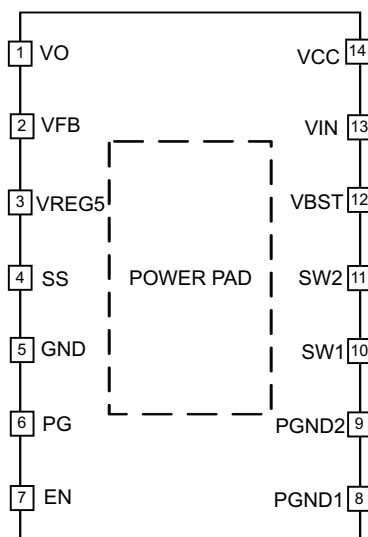 1 VO
VCC 14
2 VFB
VIN 13
3 VREG5
VBST 12
4 SS
POWER PAD
SW2 11
5 GND
SW1 10
6 PG
PGND2 9
7 EN
PGND1 8